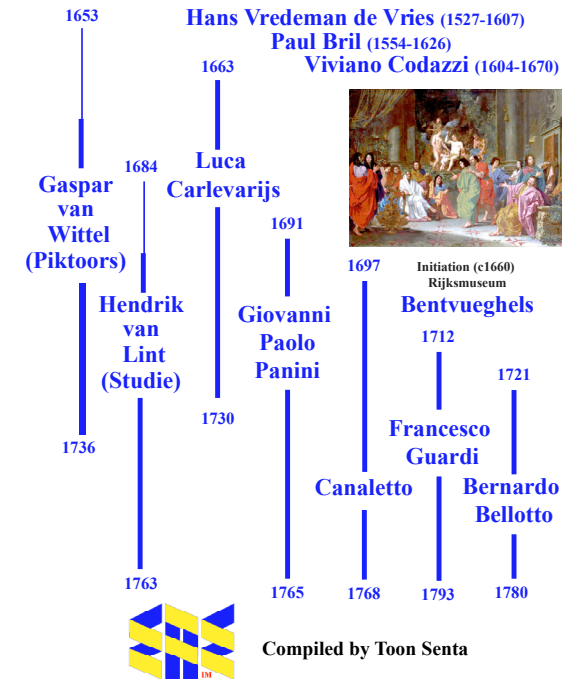 Hans Vredeman de Vries (1527-1607)
Paul Bril (1554-1626)
Viviano Codazzi (1604-1670)
1653
Gaspar
van
Wittel
(Piktoors)
1736
1684
Hendrik
van
Lint
(Studie)
1763
1663
Luca
Carlevarijs
1730
1691
Giovanni
Paolo
Panini
1765
Initiation (c1660)
Rijksmuseum
Bentvueghels
1697
Canaletto
1768
1712
Francesco
Guardi
1793
1721
Bernardo
Bellotto
1780
IM
Compiled by Toon Senta